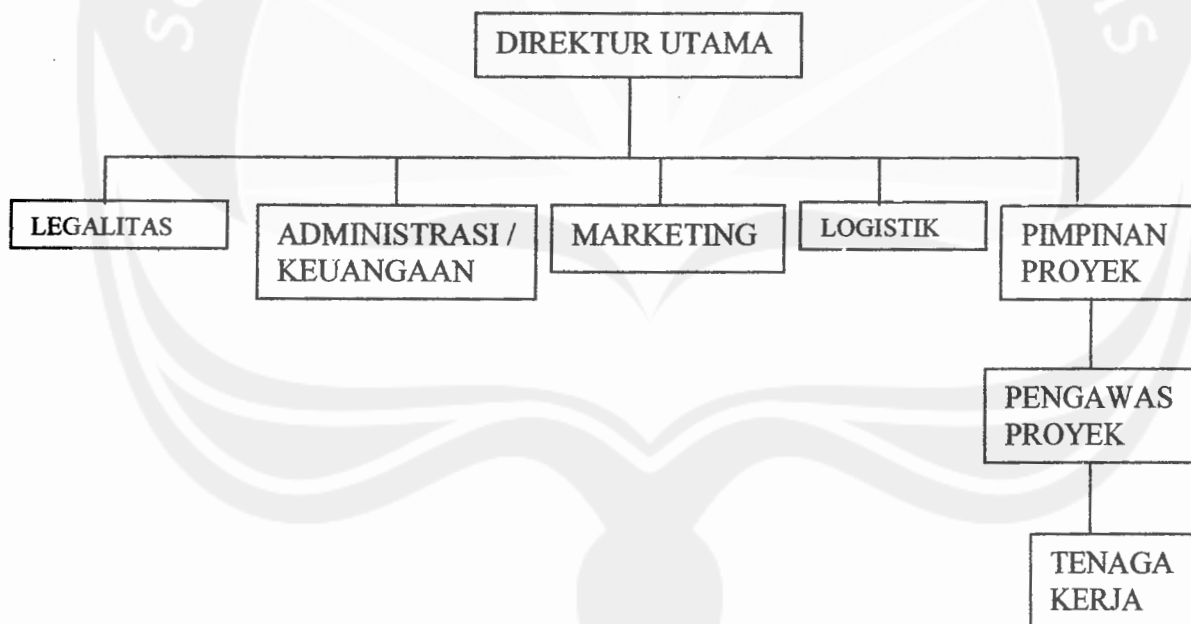 DIREKTUR UTAMA
LEGALITAS
ADMINISTRASI /
KEUANGAAN
MARKETING
LOGISTIK
PIMPINAN
PROYEK
PENGAWAS
PROYEK
TENAGA
KERJA